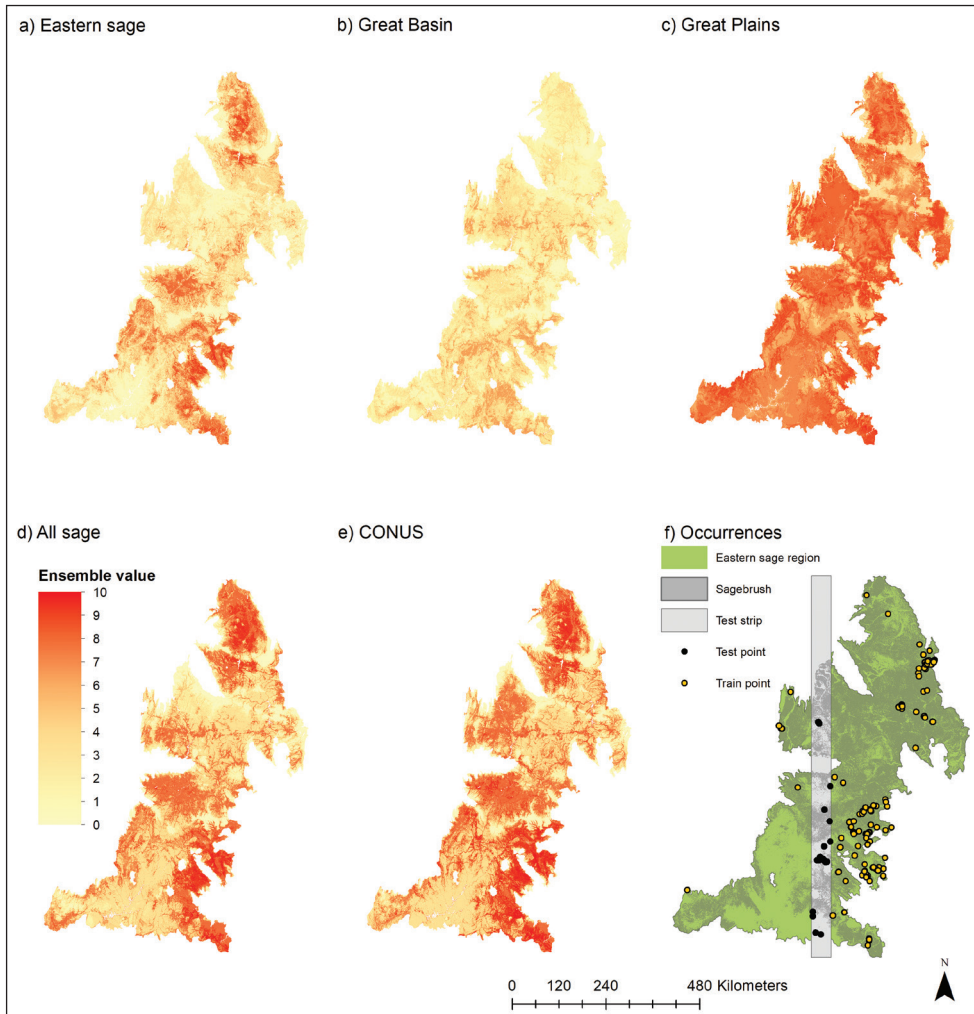 a) Eastern sage
b) Great Basin
c) Great Plains
d) All sage
e) CONUS
f) Occurrences
Ensemble value
10
9
8
7
6
5
4
3
2
1
0
Eastern sage region
Sagebrush
Test strip
Test point
Train point
0 120 240 480 Kilometers
N